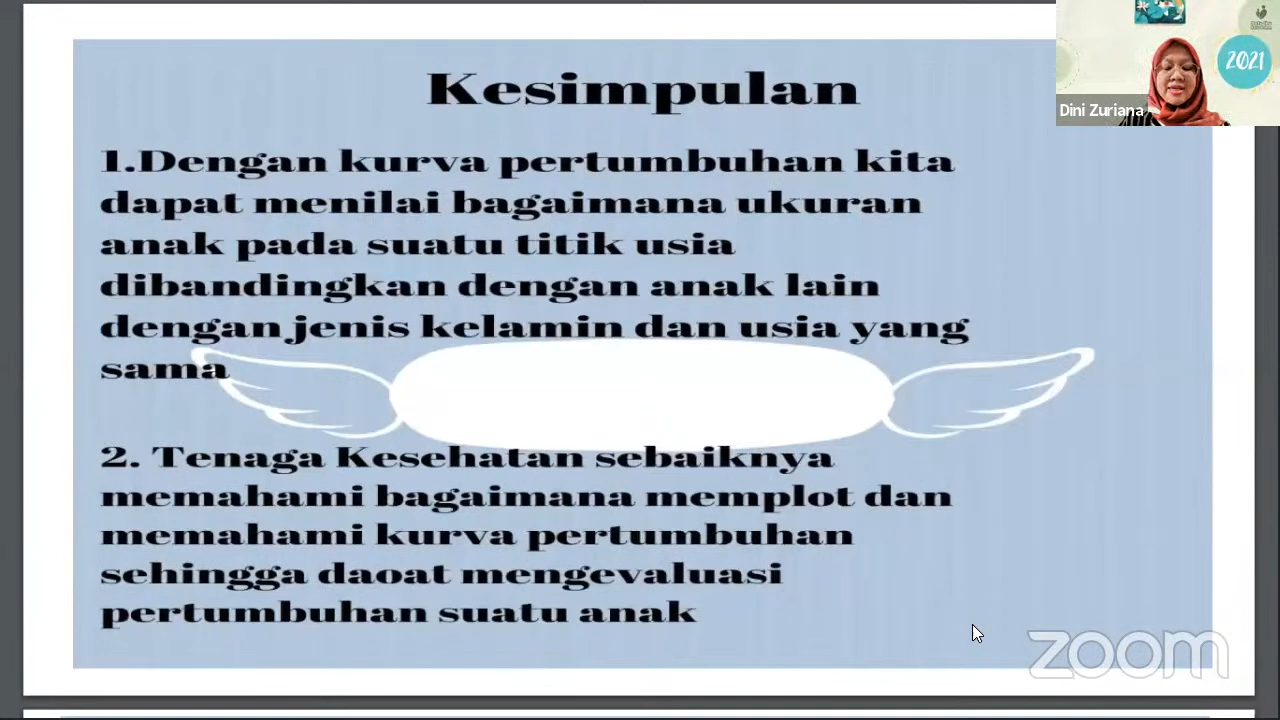 Kesimpulan
1.Dengan kurva pertumbuhan kita
dapat menilai bagaimana ukuran
anak pada suatu titik usia
dibandingkan dengan anak lain
dengan jenis kelamin dan usia yang
sama
2. Tenaga Kesehatan sebaiknya
memahami bagaimana memplot dan
memahami kurva pertumbuhan
sehingga daoat mengevaluasi
pertumbuhan suatu anak
2021
Dini Zuriana
zoom